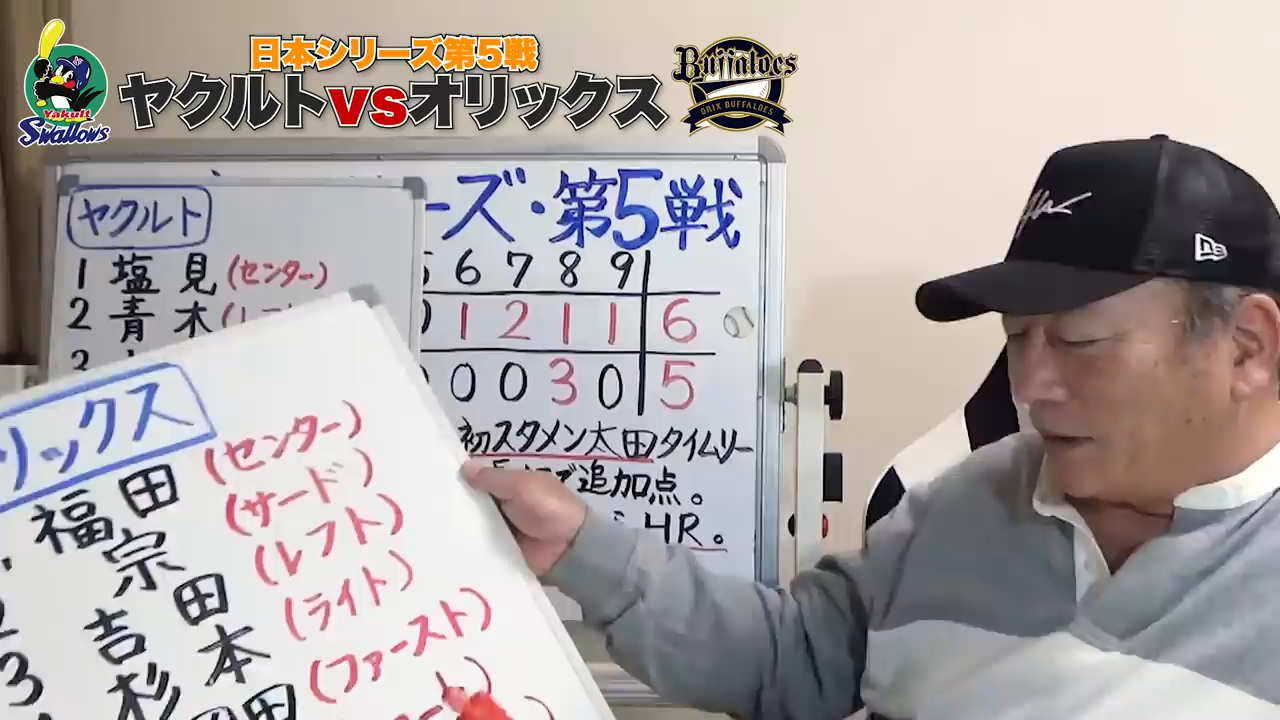 日本シリーズ第5戦
ヤクルトvsオリックス
Yakult
Swallows
Buffaloes
ORIX BUFFALOES
ーズ・第5戦
6 7 8 9
1 2 1 1 6
0 0 3 0 5
初スタメン太田タイムリー
で追加点。
4R。
ヤクルト
1 塩見(センター)
2 青木(レ
3
リックス
福田(センター)
宗(サード)
3 吉田(レフト)
杉本(ライト)
田(ファースト)